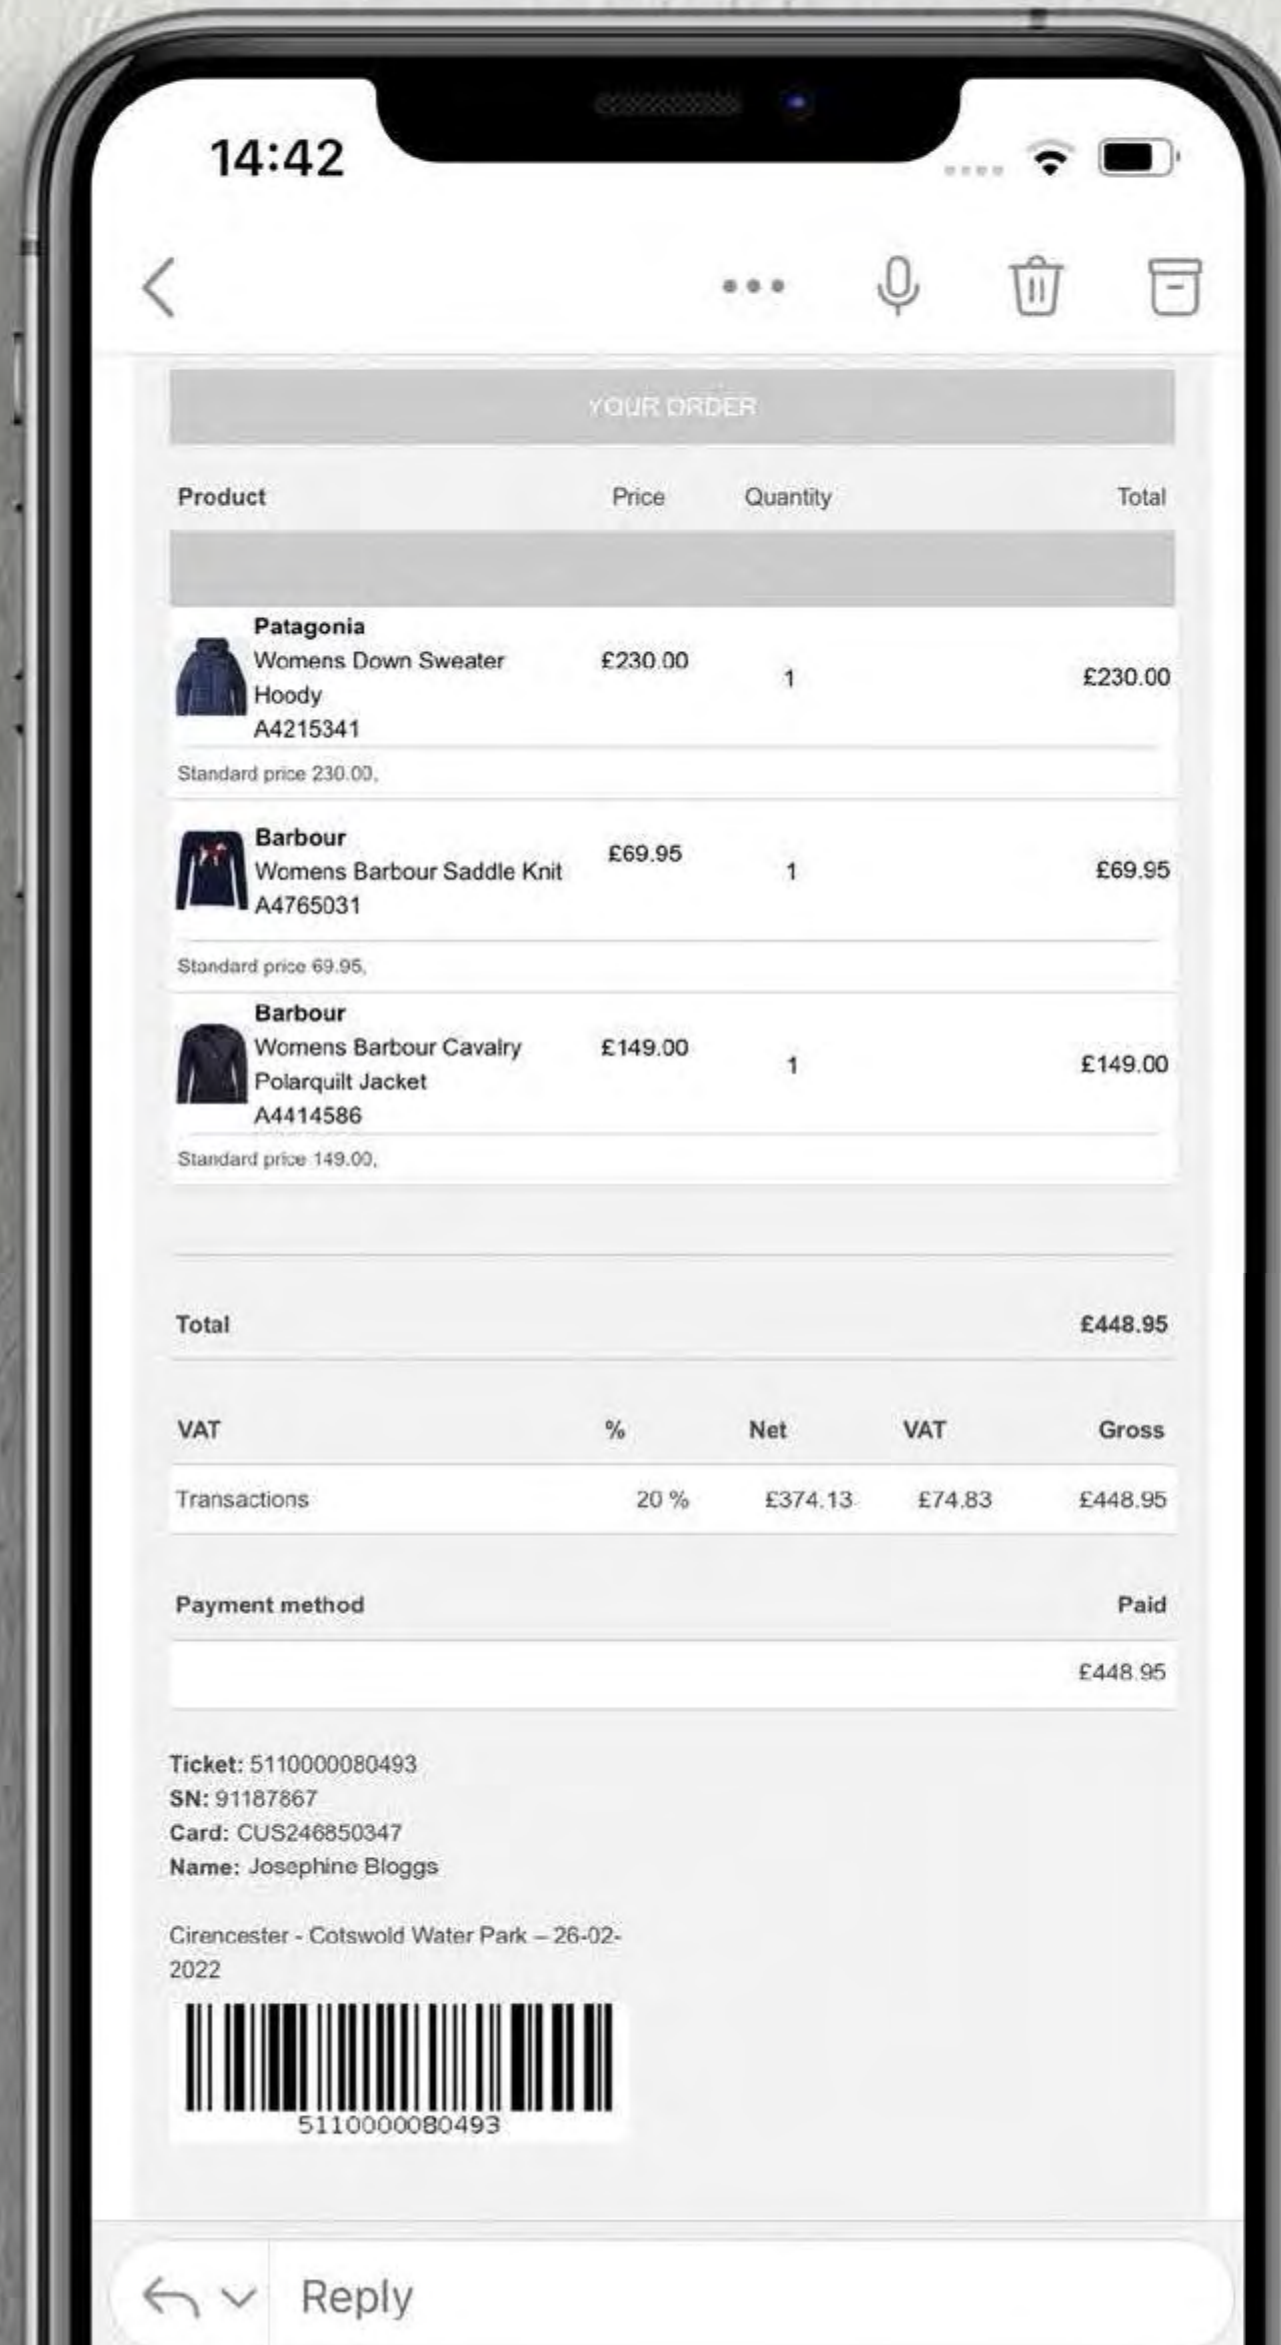 14:42
YOUR ORDER
Product Price Quantity Total
Patagonia
Womens Down Sweater £230.00 1 £230.00
Hoody
A4215341
Standard price 230.00,
Barbour
Womens Barbour Saddle Knit £69.95 1 £69.95
A4765031
Standard price 69.95,
Barbour
Womens Barbour Cavalry £149.00 1 £149.00
Polarquilt Jacket
A4414586
Standard price 149.00,
Total £448.95
VAT % Net VAT Gross
Transactions 20 % £374.13 £74.83 £448.95
Payment method Paid
£448.95
Ticket: 5110000080493
SN: 91187867
Card: CUS246850347
Name: Josephine Bloggs
Cirencester - Cotswold Water Park – 26-02-
2022
5110000080493
Reply